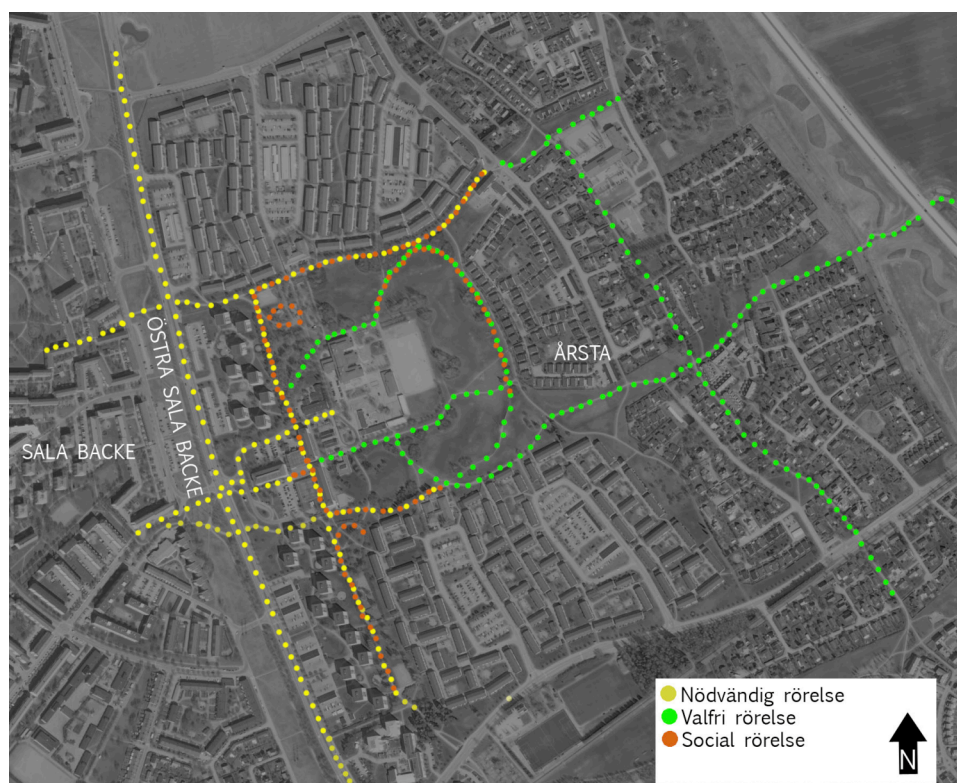 ÖSTRA SALA BACKE
ÅRSTA
SALA BACKE
Nödvändig rörelse
Valfri rörelse
Social rörelse
N